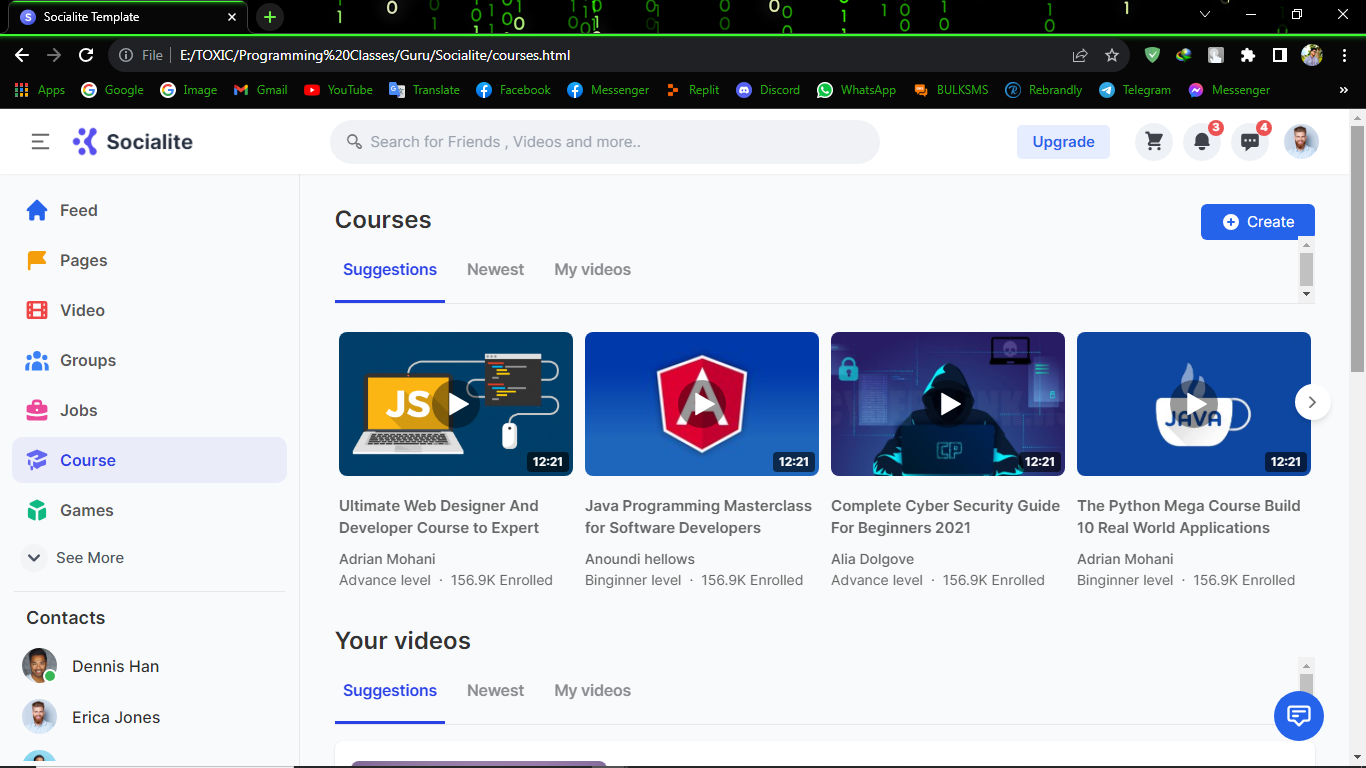 Socialite Template
File
E:/TOXIC/Programming%20Classes/Guru/Socialite/courses.html
Apps Google Image Gmail YouTube Translate Facebook Messenger Replit Discord WhatsApp BULKSMS Rebrandly Telegram Messenger »
Socialite
Search for Friends , Videos and more..
Upgrade
3
4
Feed
Pages
Video
Groups
Jobs
Course
Games
See More
Contacts
Dennis Han
Erica Jones
Courses
Create
Suggestions Newest My videos
JS
12:21
A
12:21
CP
12:21
JAVA
12:21
Ultimate Web Designer And
Developer Course to Expert
Adrian Mohani
Advance level · 156.9K Enrolled
Java Programming Masterclass
for Software Developers
Anoundi hellows
Binginner level · 156.9K Enrolled
Complete Cyber Security Guide
For Beginners 2021
Alia Dolgove
Advance level · 156.9K Enrolled
The Python Mega Course Build
10 Real World Applications
Adrian Mohani
Binginner level · 156.9K Enrolled
Your videos
Suggestions Newest My videos